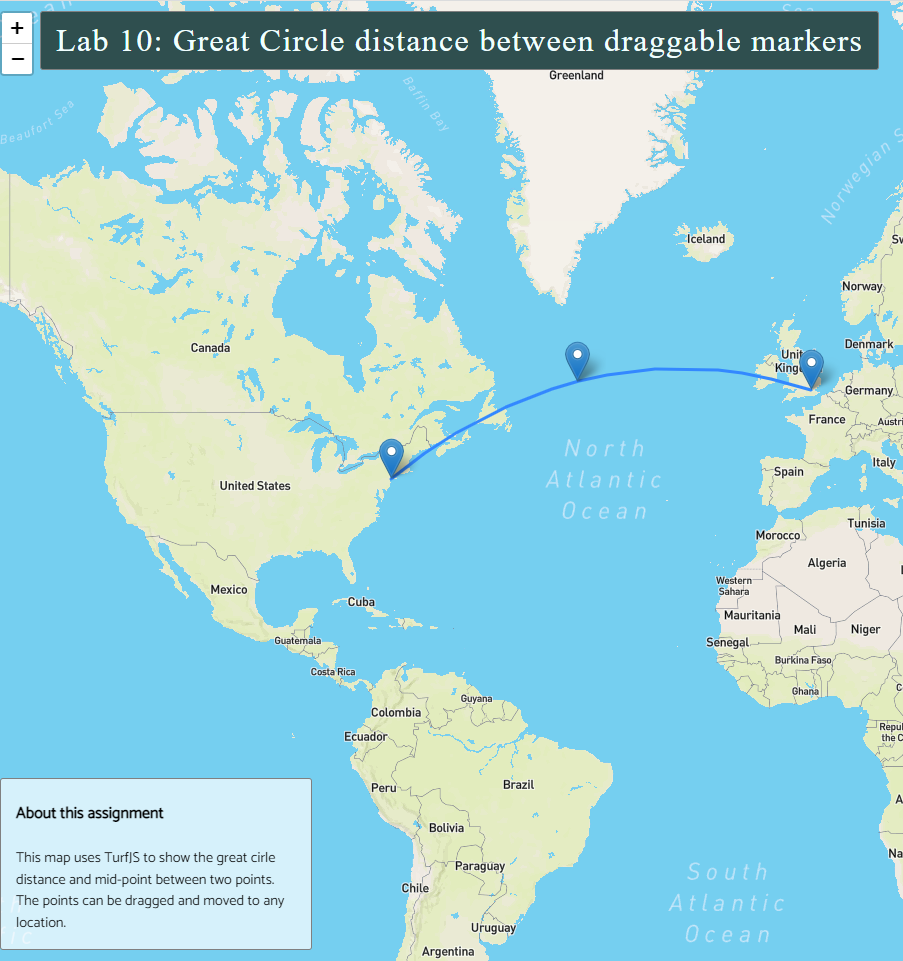 +
−
Lab 10: Great Circle distance between draggable markers
Greenland
Baffin Bay
Beaufort Sea
Norwegian S
Iceland
Sw
Norway
Canada
Denmark
Unit
Kingd
Germany
France
Austri
North
Atlantic
Ocean
Italy
Spain
United States
Tunisia
Morocco
Algeria
Western
Sahara
Mexico
Cuba
Mauritania
Mali
Niger
Senegal
Guatemala
Burkina Faso
Costa Rica
Ghana
C
Guyana
Colombia
Repu
the C
Ecuador
Peru
Brazil
A
About this assignment
Bolivia
This map uses TurfJS to show the great cirle
distance and mid-point between two points.
The points can be dragged and moved to any
location.
Na
Paraguay
South
Atlantic
Ocean
Chile
Uruguay
Argentina